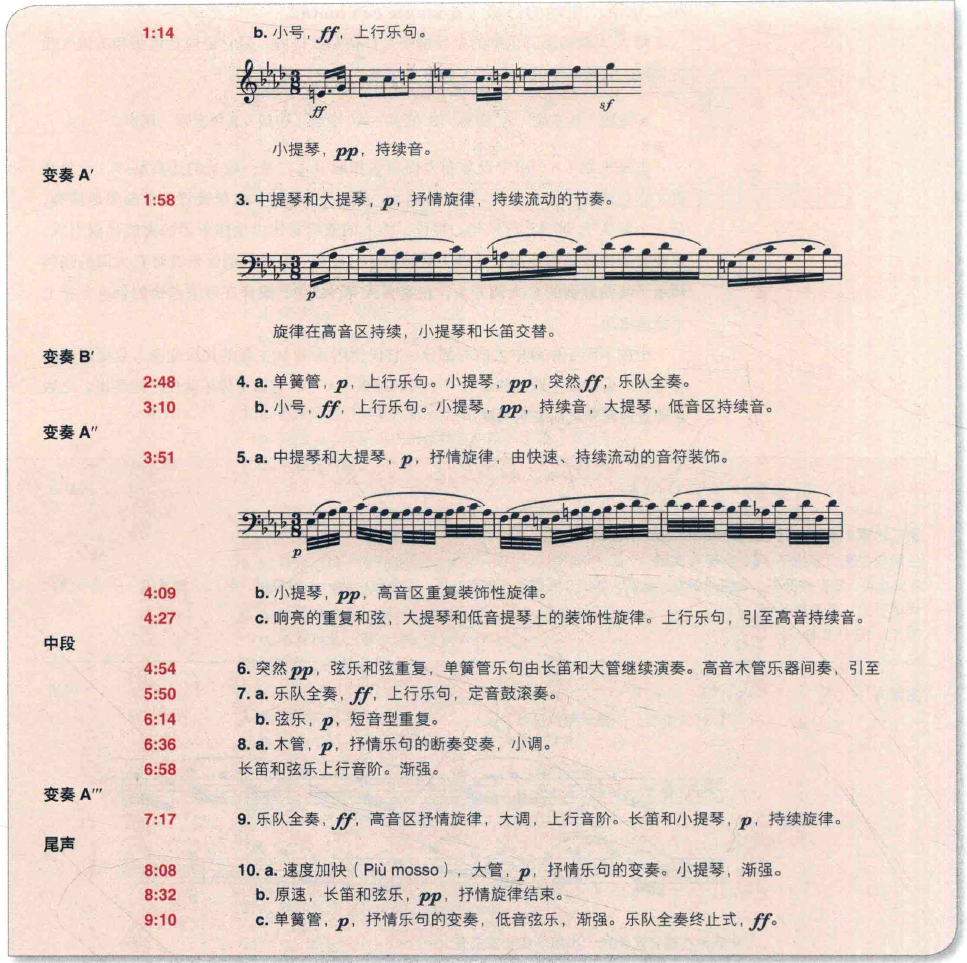 1:14 b. 小号，ff，上行乐句。
ff sf
小提琴，pp，持续音。
变奏 A′
1:58 3. 中提琴和大提琴，p，抒情旋律，持续流动的节奏。
p
旋律在高音区持续，小提琴和长笛交替。
变奏 B′
2:48 4. a. 单簧管，p，上行乐句。小提琴，pp，突然ff，乐队全奏。
3:10 b. 小号，ff，上行乐句。小提琴，pp，持续音，大提琴，低音区持续音。
变奏 A″
3:51 5. a. 中提琴和大提琴，p，抒情旋律，由快速、持续流动的音符装饰。
p
4:09 b. 小提琴，pp，高音区重复装饰性旋律。
4:27 c. 响亮的重复和弦，大提琴和低音提琴上的装饰性旋律。上行乐句，引至高音持续音。
中段
4:54 6. 突然pp，弦乐和弦重复，单簧管乐句由长笛和大管继续演奏。高音木管乐器间奏，引至
5:50 7. a. 乐队全奏，ff，上行乐句，定音鼓滚奏。
6:14 b. 弦乐，p，短音型重复。
6:36 8. a. 木管，p，抒情乐句的断奏变奏，小调。
6:58 长笛和弦乐上行音阶。渐强。
变奏 A‴
7:17 9. 乐队全奏，ff，高音区抒情旋律，大调，上行音阶。长笛和小提琴，p，持续旋律。
尾声
8:08 10. a. 速度加快（Più mosso），大管，p，抒情乐句的变奏。小提琴，渐强。
8:32 b. 原速，长笛和弦乐，pp，抒情旋律结束。
9:10 c. 单簧管，p，抒情乐句的变奏，低音弦乐，渐强。乐队全奏终止式，ff。